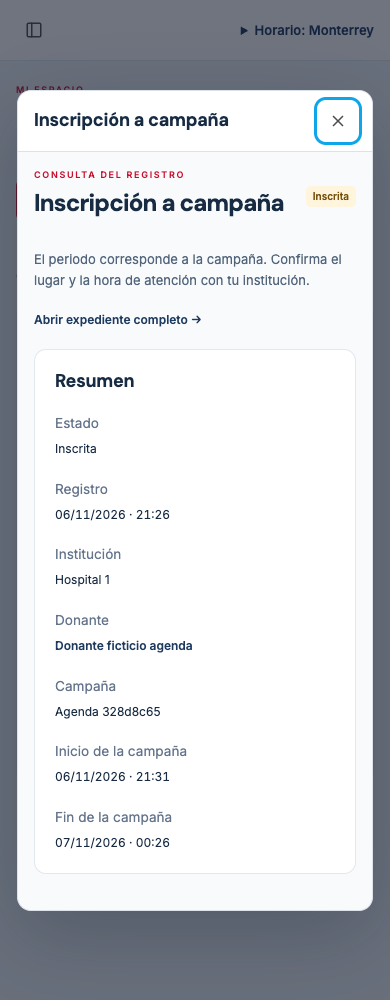 ▶ Horario: Monterrey
MI ESPACIO
Inscripción a campaña
CONSULTA DEL REGISTRO
Inscripción a campaña
Inscrita
El periodo corresponde a la campaña. Confirma el
lugar y la hora de atención con tu institución.
Abrir expediente completo →
Resumen
Estado
Inscrita
Registro
06/11/2026 · 21:26
Institución
Hospital 1
Donante
Donante ficticio agenda
Campaña
Agenda 328d8c65
Inicio de la campaña
06/11/2026 · 21:31
Fin de la campaña
07/11/2026 · 00:26